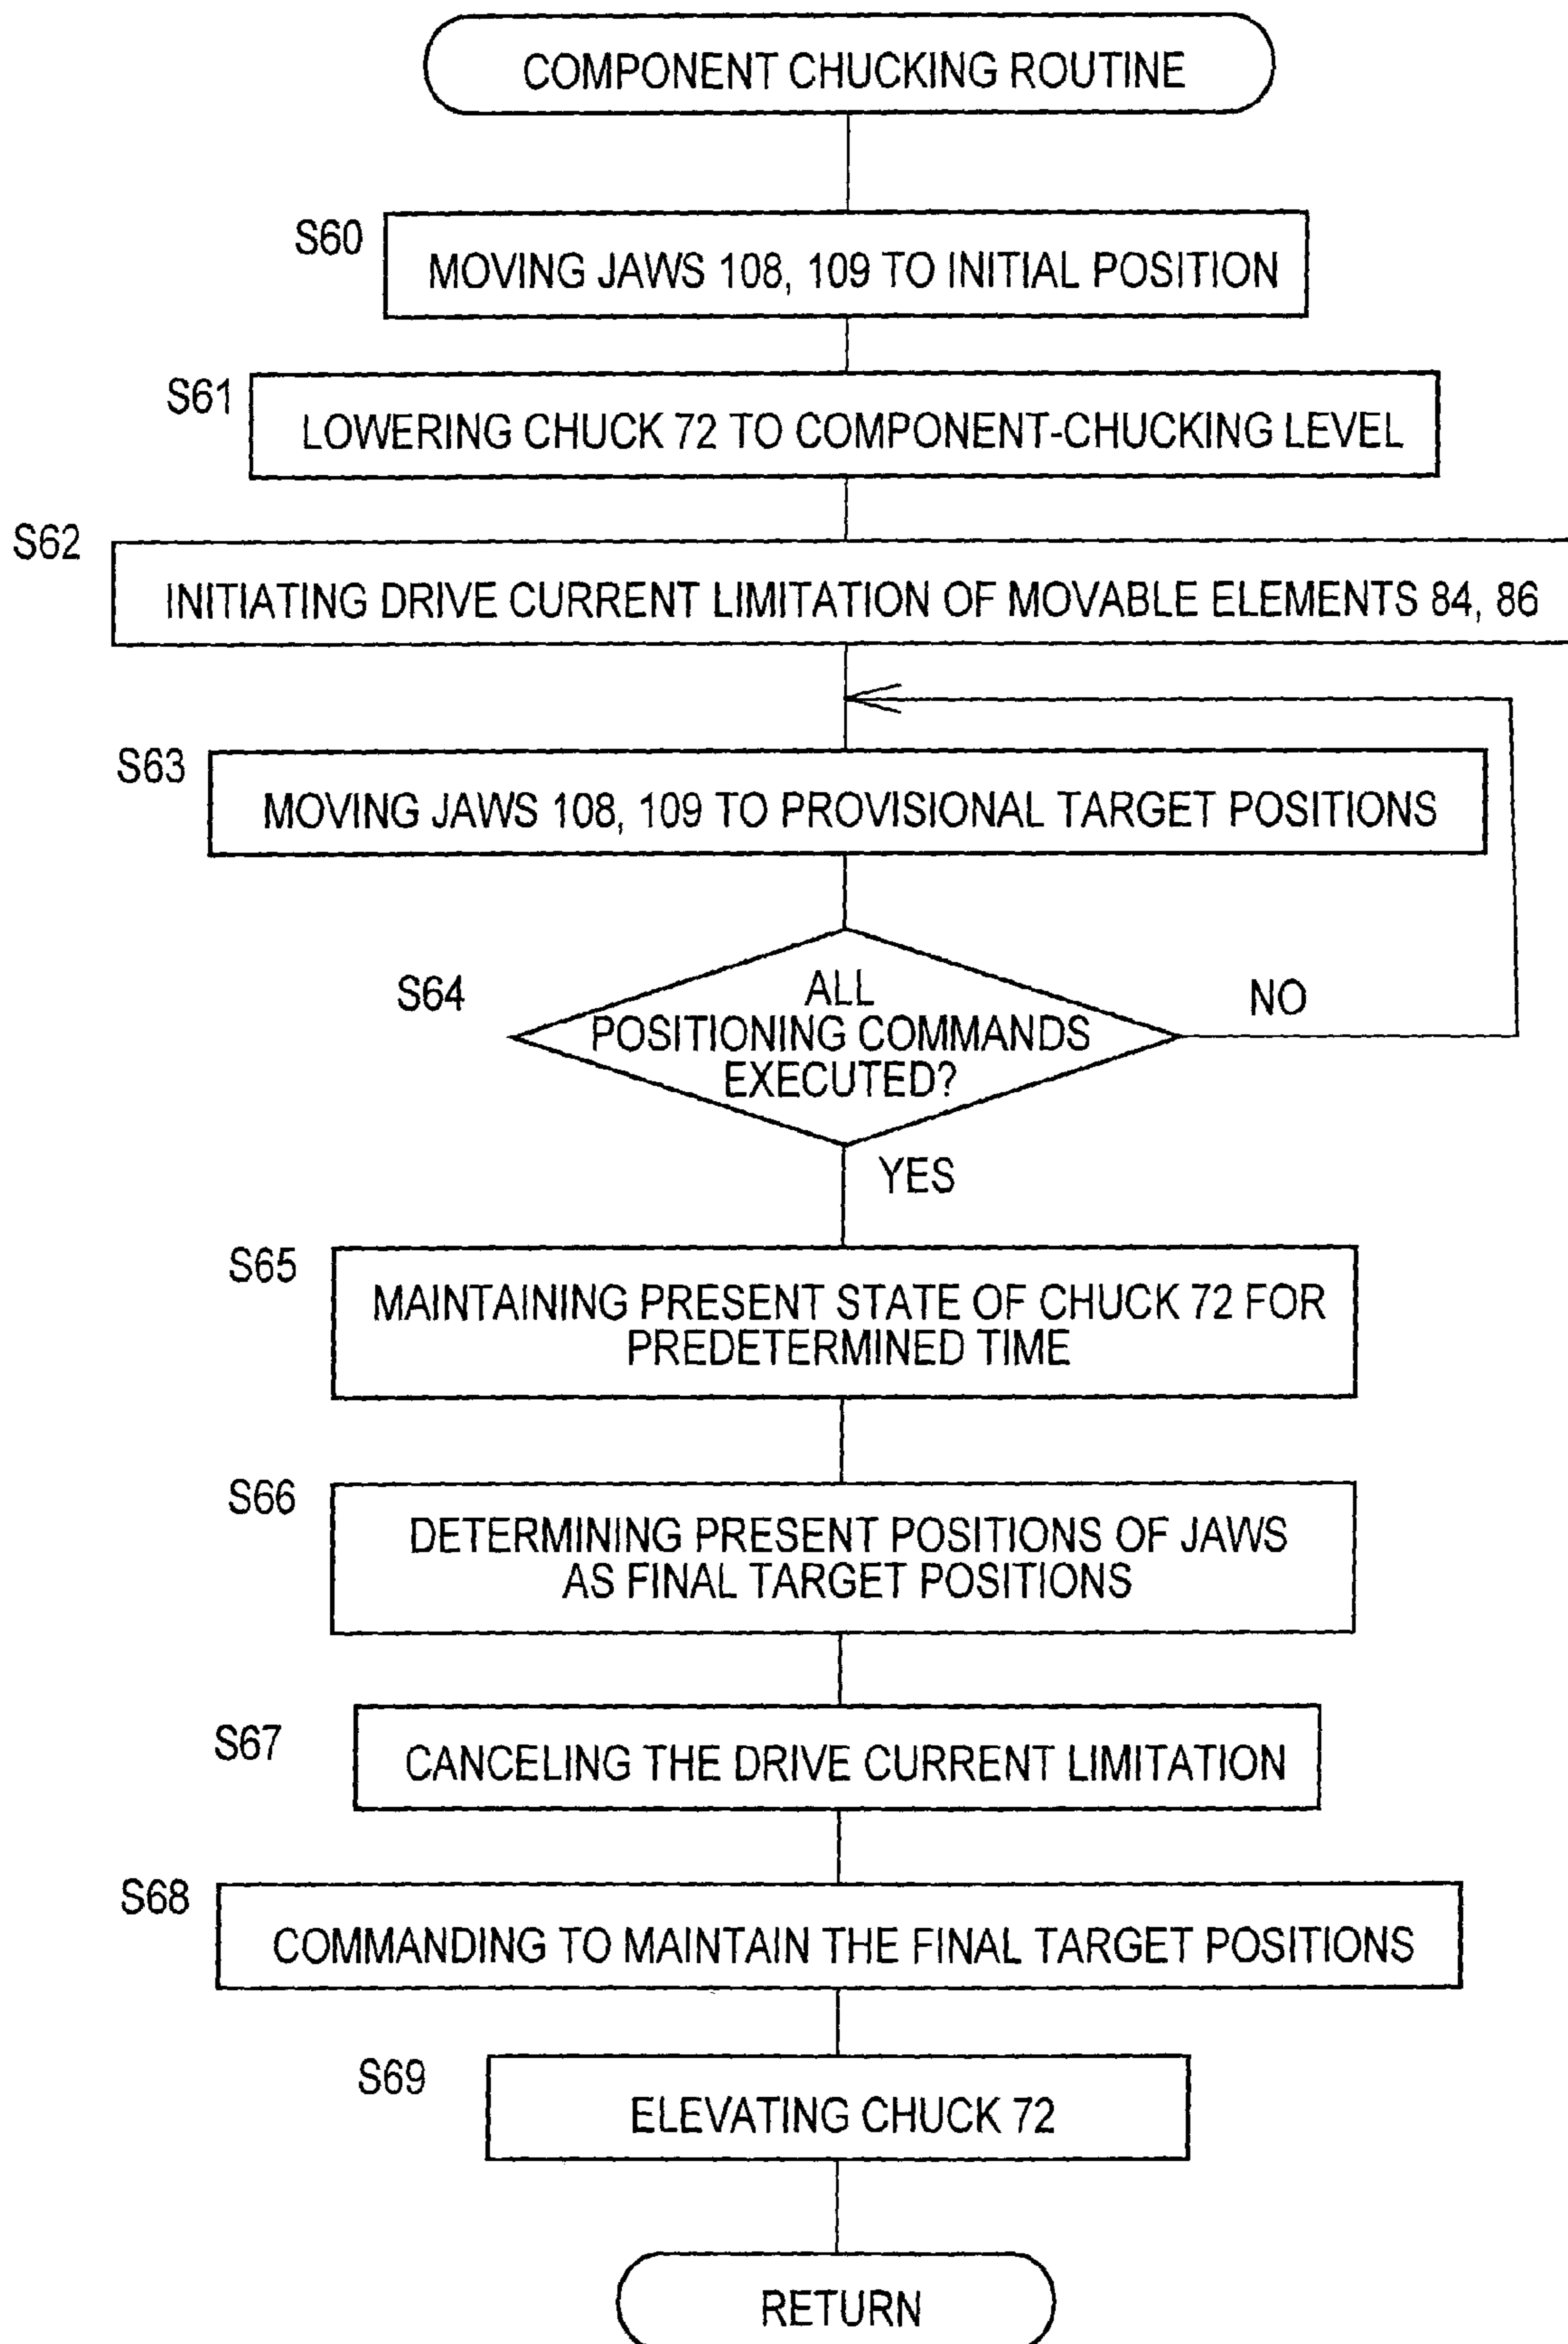 COMPONENT CHUCKING ROUTINE
S60
MOVING JAWS 108, 109 TO INITIAL POSITION
S61
LOWERING CHUCK 72 TO COMPONENT-CHUCKING LEVEL
S62
INITIATING DRIVE CURRENT LIMITATION OF MOVABLE ELEMENTS 84, 86
S63
MOVING JAWS 108, 109 TO PROVISIONAL TARGET POSITIONS
S64
ALL
POSITIONING COMMANDS
EXECUTED?
NO
YES
S65
MAINTAINING PRESENT STATE OF CHUCK 72 FOR
PREDETERMINED TIME
S66
DETERMINING PRESENT POSITIONS OF JAWS
AS FINAL TARGET POSITIONS
S67
CANCELING THE DRIVE CURRENT LIMITATION
S68
COMMANDING TO MAINTAIN THE FINAL TARGET POSITIONS
S69
ELEVATING CHUCK 72
RETURN